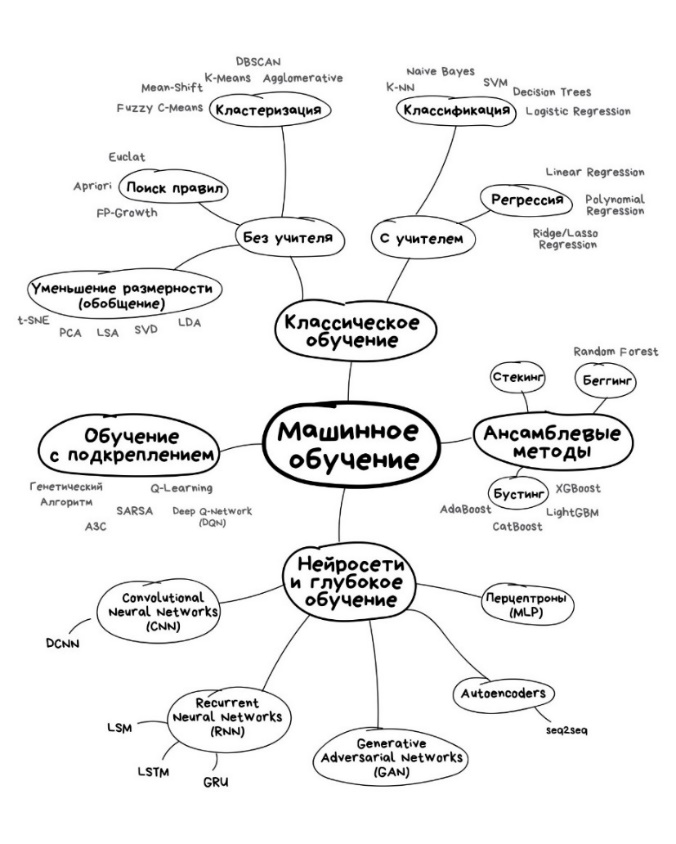 DBSCAN
Mean-Shift
K-Means
Agglomerative
Fuzzy C-Means
Кластеризация
Naive Bayes
K-NN
SVM
Decision Trees
Классификация
Logistic Regression
Euclat
Apriori
Поиск правил
FP-Growth
Linear Regression
Регрессия
Polynomial
Regression
Ridge/Lasso
Regression
Без учителя
С учителем
Уменьшение размерности
(обобщение)
t-SNE
PCA
LSA
SVD
LDA
Классическое
обучение
Random Forest
Стекинг
Беггинг
Обучение
с подкреплением
Машинное
обучение
Ансамблевые
методы
Генетический
Алгоритм
Q-Learning
A3C
SARSA
Deep Q-Network
(DQN)
Бустинг
XGBoost
AdaBoost
LightGBM
CatBoost
Нейросети
и глубокое
обучение
Convolutional
Neural Networks
(CNN)
DCNN
Перцептроны
(MLP)
Autoencoders
seq2seq
Recurrent
Neural Networks
(RNN)
LSM
LSTM
GRU
Generative
Adversarial Networks
(GAN)